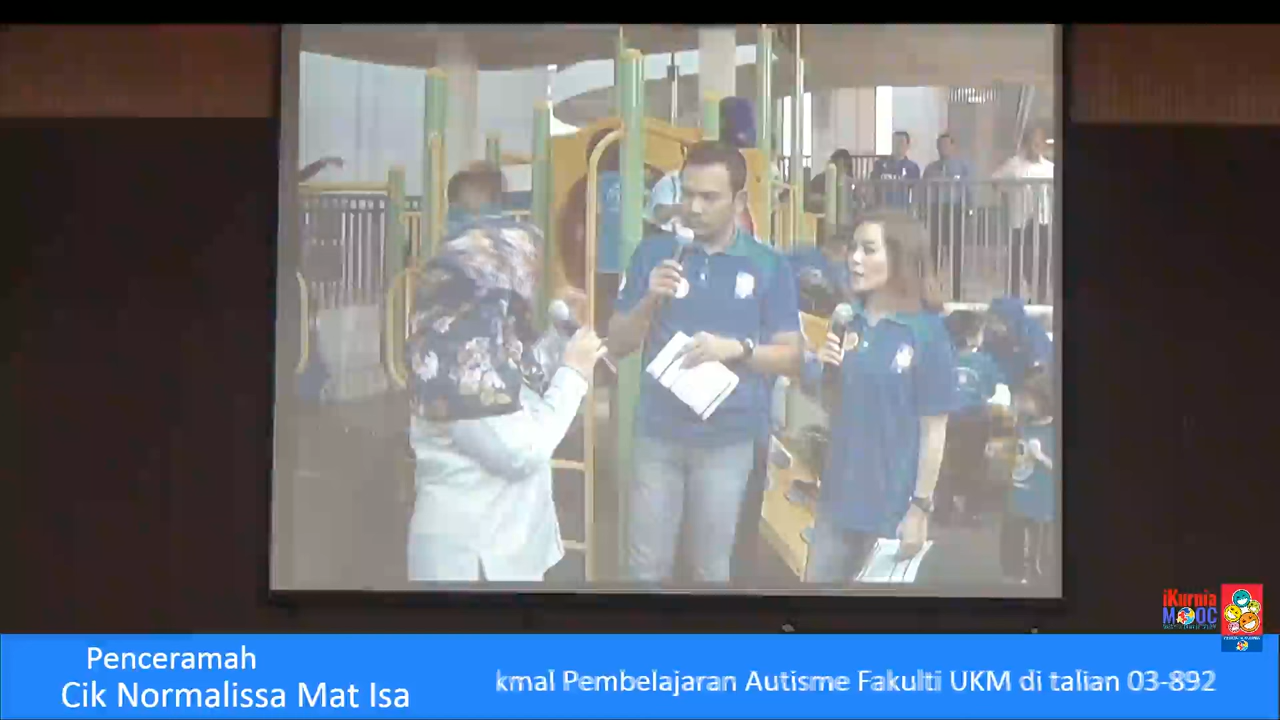 iKurnia
MOOC
Penceramah
Cik Normalissa Mat Isa
kmal Pembelajaran Autisme Fakulti UKM di talian 03-892